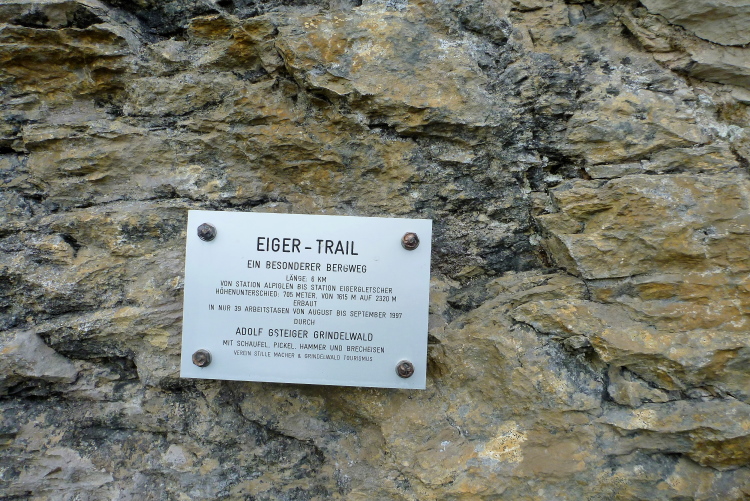 EIGER – TRAIL
EIN BESONDERER BERGWEG
LÄNGE: 6 KM
VON STATION ALPIGLEN BIS STATION EIGERGLETSCHER
HÖHENUNTERSCHIED: 705 METER, VON 1615 M AUF 2320 M
ERBAUT
IN NUR 39 ARBEITSTAGEN VON AUGUST BIS SEPTEMBER 1997
DURCH
ADOLF GSTEIGER GRINDELWALD
MIT SCHAUFEL, PICKEL, HAMMER UND BRECHEISEN
VEREIN STILLE MACHER & GRINDELWALD TOURISMUS